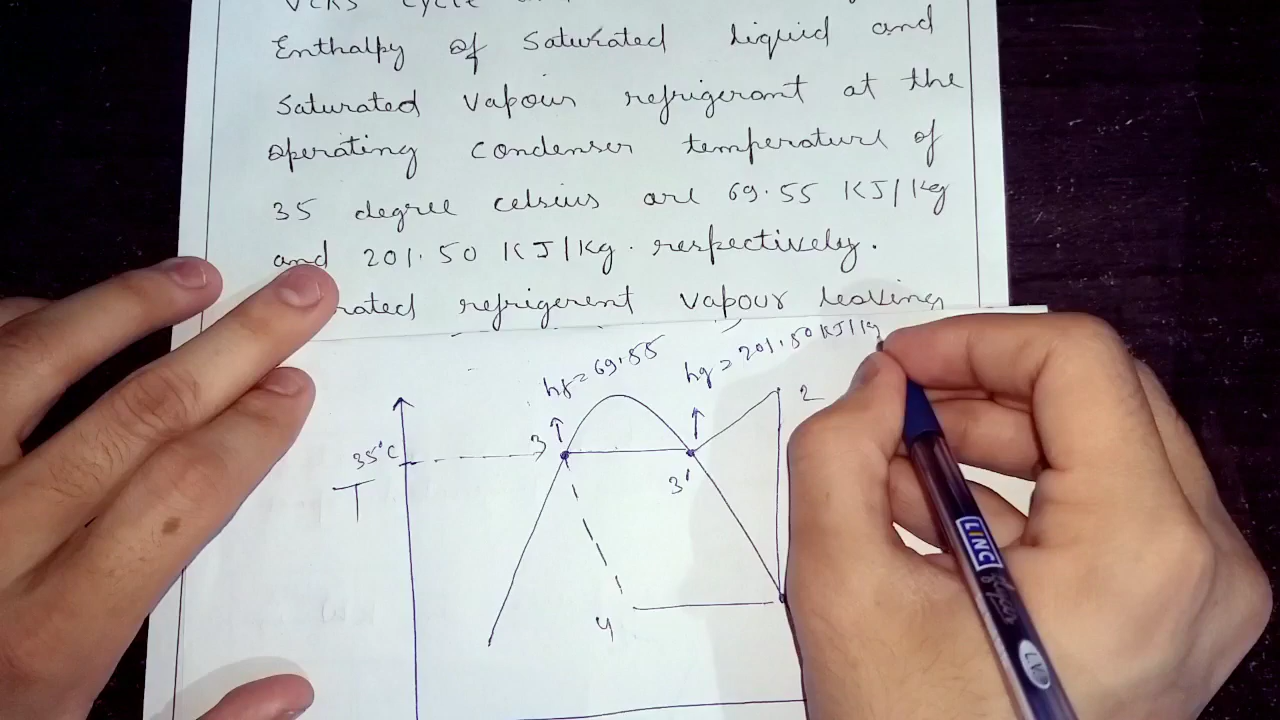 VCRS cycle
Enthalpy of saturated liquid and
saturated vapour refrigerant at the
operating condenser temperature of
35 degree celsius are 69.55 KJ/kg
and 201.50 KJ/Kg. respectively.
refrigerent vapour leaving
hf = 69.55
hg = 201.50 KJ/kg
2
3
35°C
3'
T
4
LINC